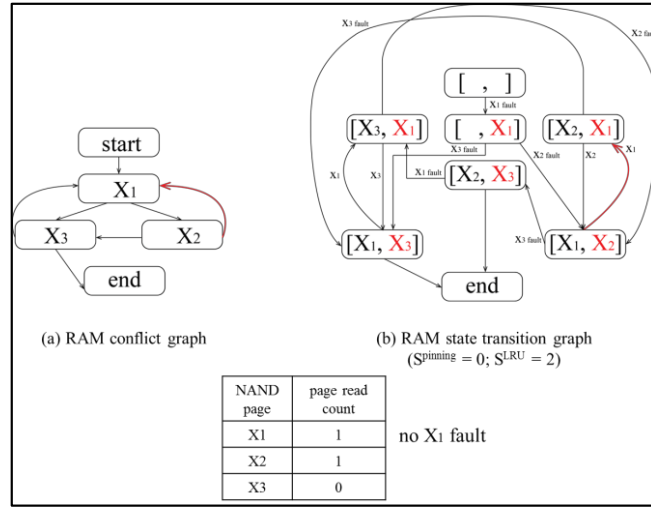 start
X1
X3
X2
end
(a) RAM conflict graph
X3 fault
X2 fault
[ , ]
X1 fault
[X3, X1]
[ , X1]
[X2, X1]
X3 fault
X1 fault
[X2, X3]
X2 fault
X1
X3
X2
X1
X3 fault
[X1, X3]
[X1, X2]
end
(b) RAM state transition graph
(Spinning = 0; SLRU = 2)
NAND page
page read count
X1 1
X2 1
X3 0
no X1 fault